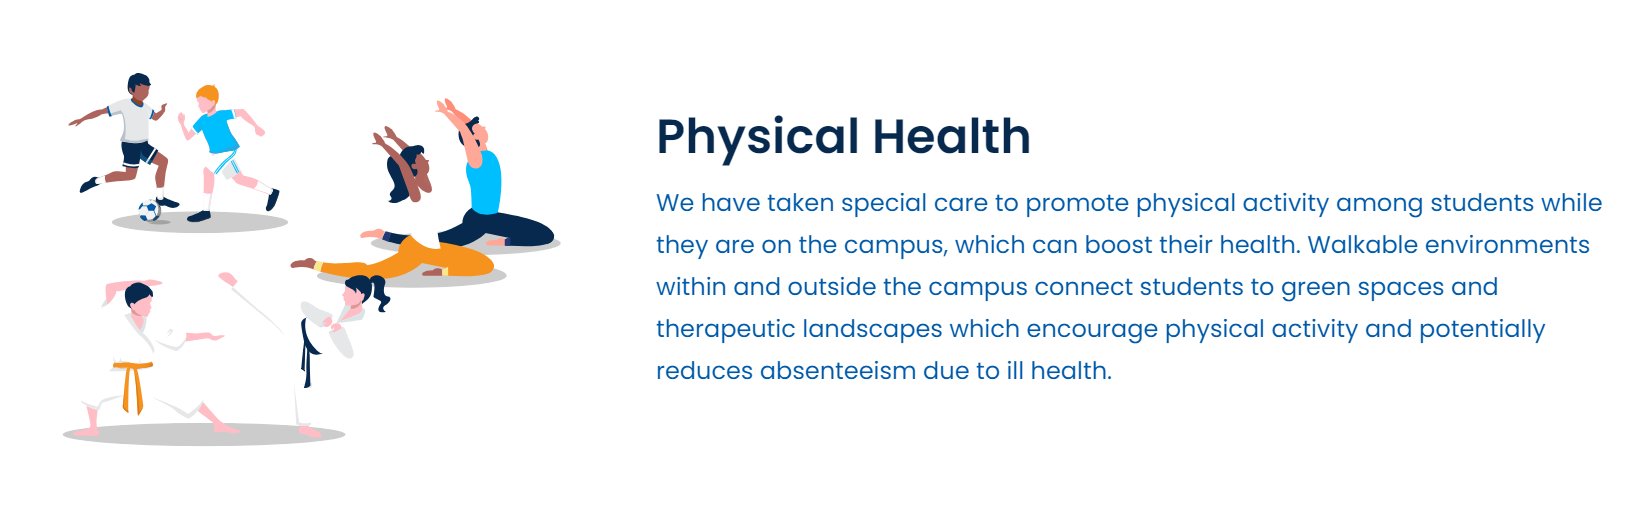 Physical Health
We have taken special care to promote physical activity among students while
they are on the campus, which can boost their health. Walkable environments
within and outside the campus connect students to green spaces and
therapeutic landscapes which encourage physical activity and potentially
reduces absenteeism due to ill health.